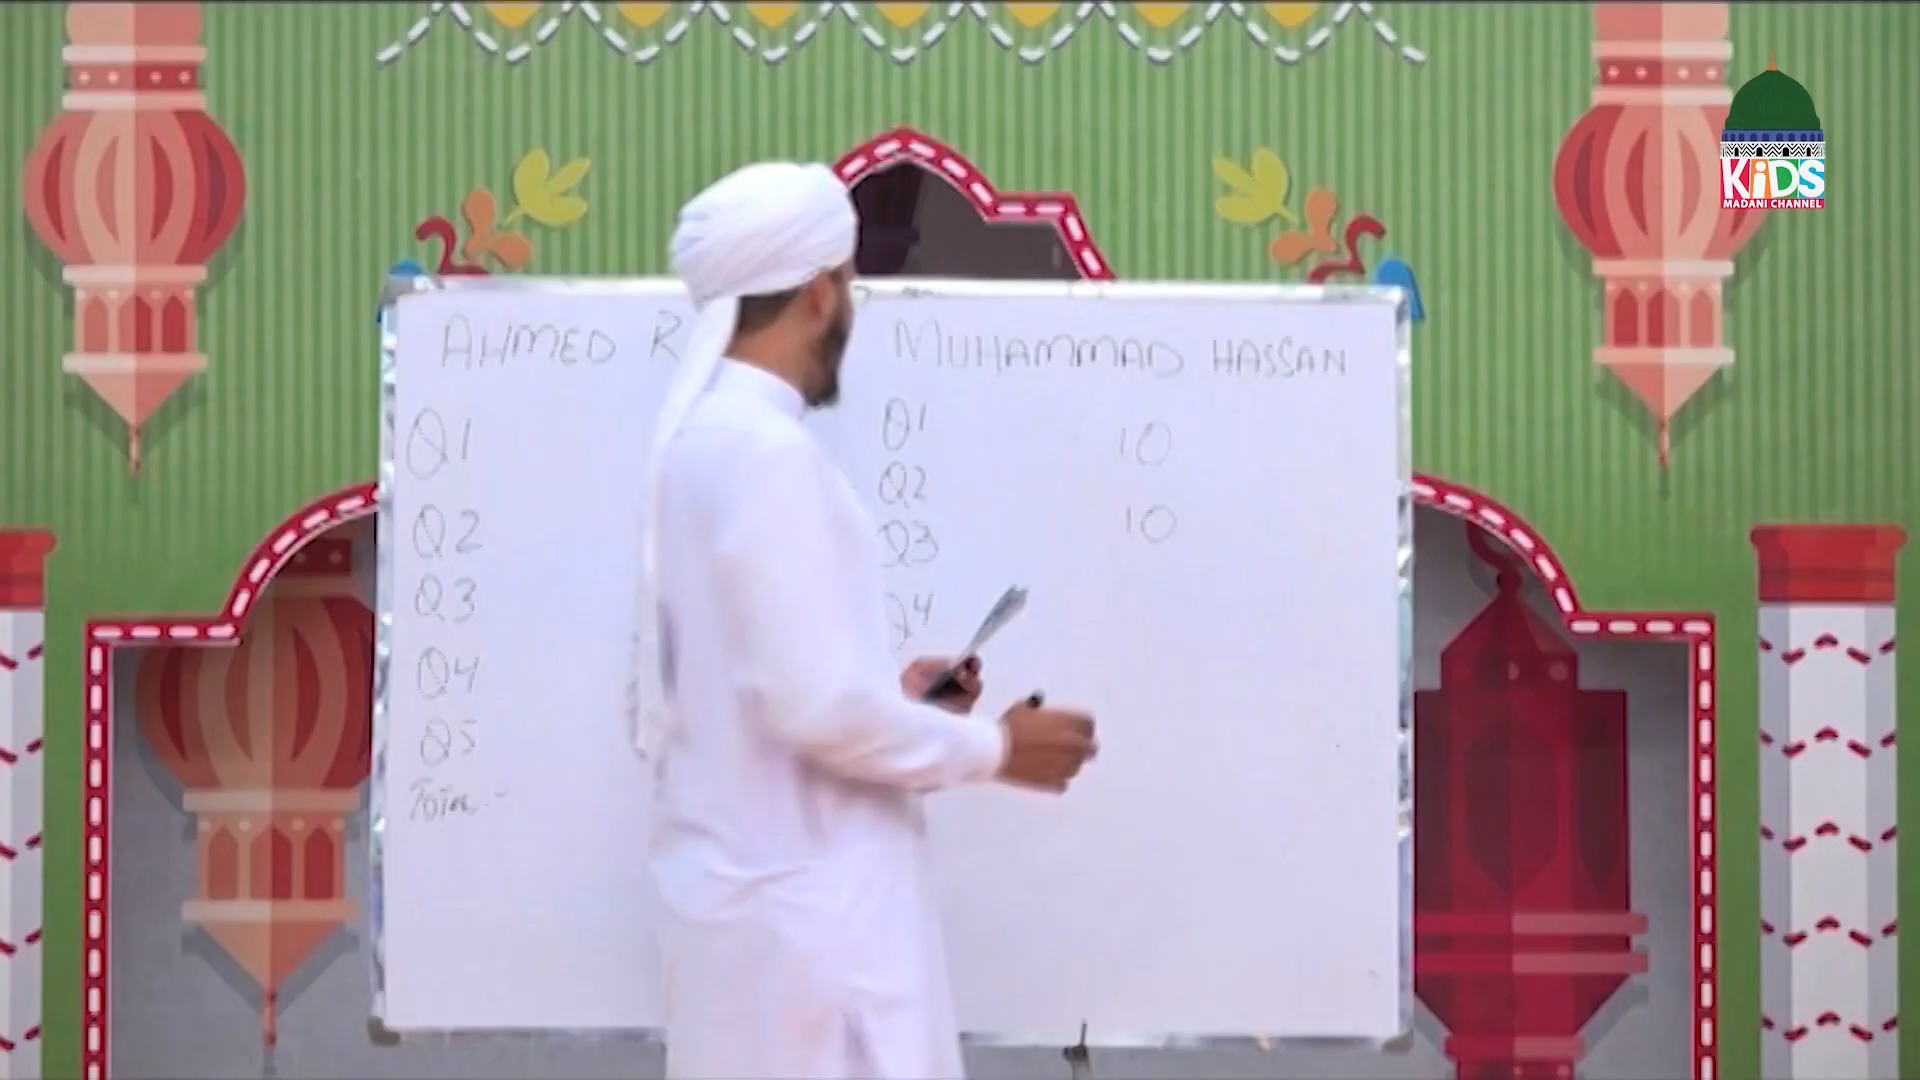 KiDS
MADANI CHANNEL
AHMED R
Q1
Q2
Q3
Q4
Q5
Total:-
MUHAMMAD HASSAN
Q1 10
Q2
Q3 10
Q4